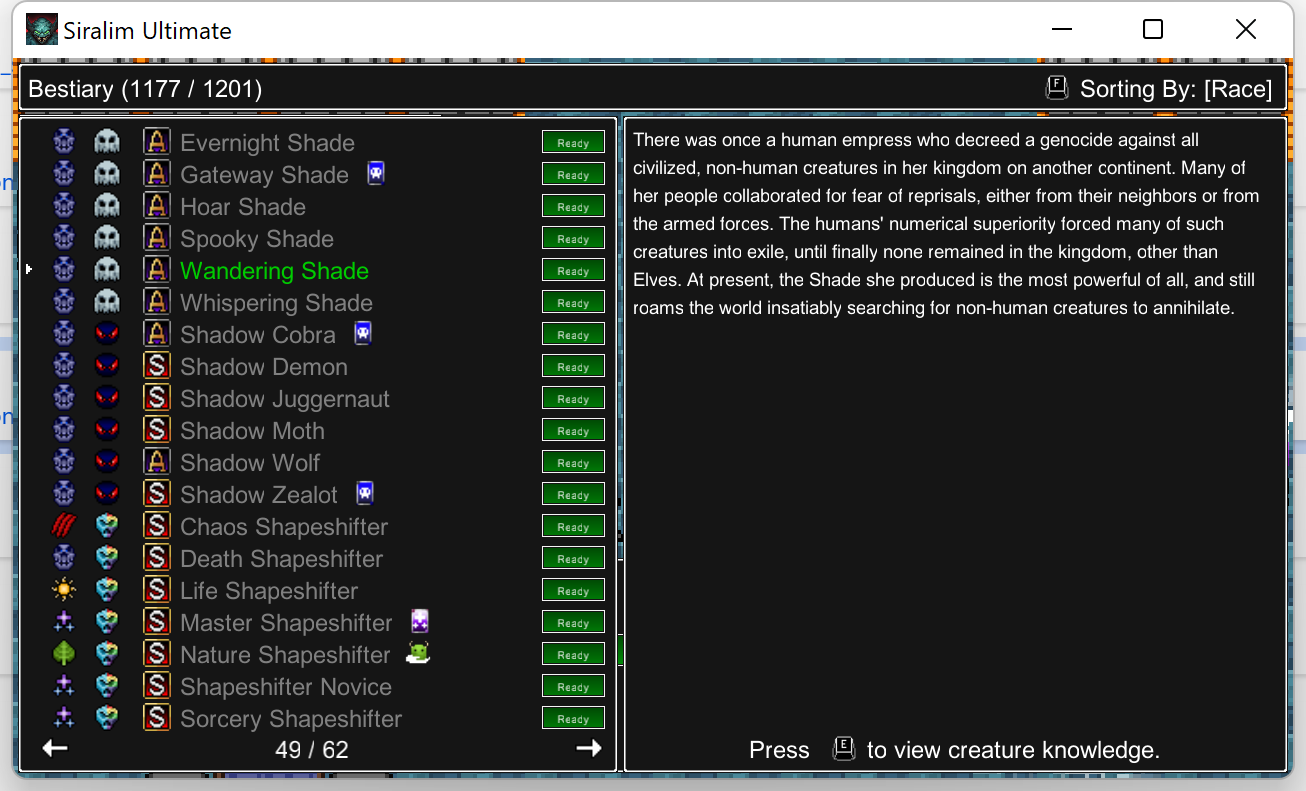 Siralim Ultimate
Bestiary (1177 / 1201)
F Sorting By: [Race]
A Evernight Shade Ready
A Gateway Shade Ready
A Hoar Shade Ready
A Spooky Shade Ready
A Wandering Shade Ready
A Whispering Shade Ready
A Shadow Cobra Ready
S Shadow Demon Ready
S Shadow Juggernaut Ready
S Shadow Moth Ready
A Shadow Wolf Ready
S Shadow Zealot Ready
S Chaos Shapeshifter Ready
S Death Shapeshifter Ready
S Life Shapeshifter Ready
S Master Shapeshifter Ready
S Nature Shapeshifter Ready
S Shapeshifter Novice Ready
S Sorcery Shapeshifter Ready
49 / 62
There was once a human empress who decreed a genocide against all
civilized, non-human creatures in her kingdom on another continent. Many of
her people collaborated for fear of reprisals, either from their neighbors or from
the armed forces. The humans' numerical superiority forced many of such
creatures into exile, until finally none remained in the kingdom, other than
Elves. At present, the Shade she produced is the most powerful of all, and still
roams the world insatiably searching for non-human creatures to annihilate.
Press E to view creature knowledge.